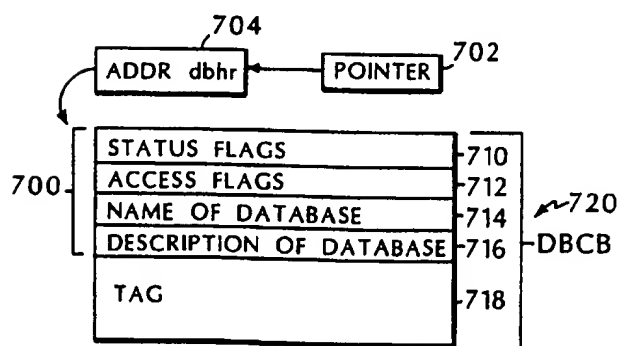 704
ADDR dbhr
POINTER
702
700
STATUS FLAGS
710
ACCESS FLAGS
712
NAME OF DATABASE
714
DESCRIPTION OF DATABASE
716
TAG
718
720
DBCB